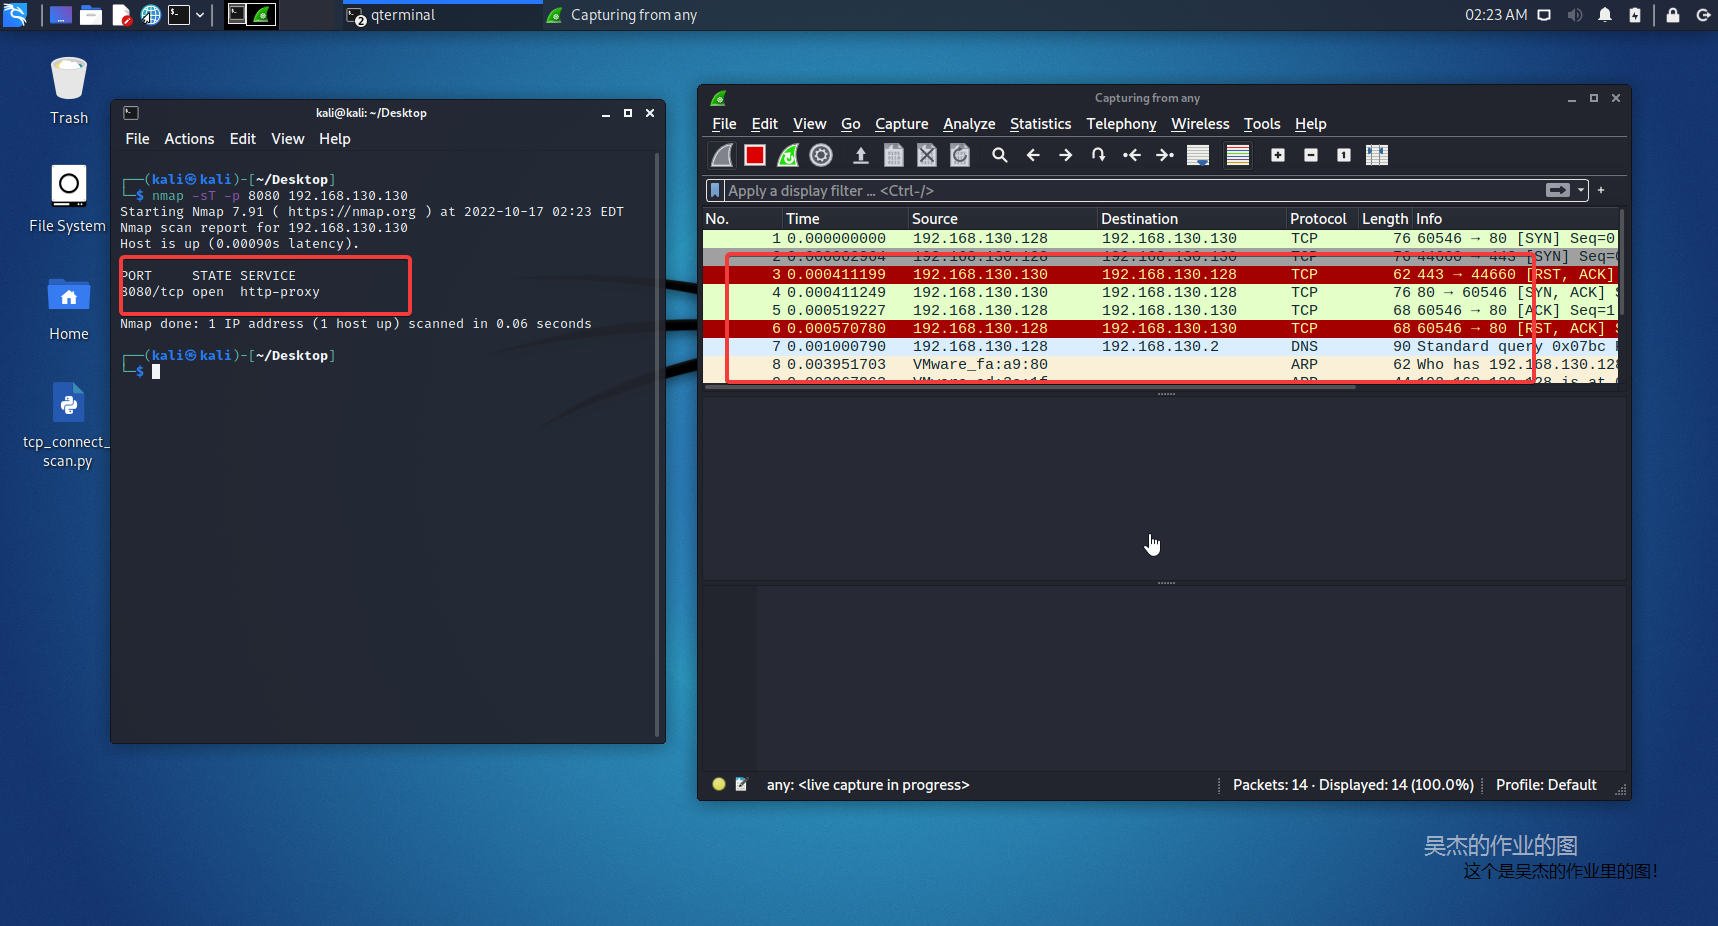 qterminal
Capturing from any
02:23 AM
Trash
File System
Home
tcp_connect_
scan.py
kali@kali: ~/Desktop
File Actions Edit View Help
┌──(kali㉿kali)-[~/Desktop]
└─$ nmap -sT -p 8080 192.168.130.130
Starting Nmap 7.91 ( https://nmap.org ) at 2022-10-17 02:23 EDT
Nmap scan report for 192.168.130.130
Host is up (0.00090s latency).
PORT STATE SERVICE
8080/tcp open http-proxy
Nmap done: 1 IP address (1 host up) scanned in 0.06 seconds
┌──(kali㉿kali)-[~/Desktop]
└─$
Capturing from any
File Edit View Go Capture Analyze Statistics Telephony Wireless Tools Help
Apply a display filter ... <Ctrl-/>
No. Time Source Destination Protocol Length Info
1 0.000000000 192.168.130.128 192.168.130.130 TCP 76 60546 → 80 [SYN] Seq=0
2 0.000062964 192.168.130.128 192.168.130.130 TCP 76 44660 → 443 [SYN] Seq=
3 0.000411199 192.168.130.130 192.168.130.128 TCP 62 443 → 44660 [RST, ACK]
4 0.000411249 192.168.130.130 192.168.130.128 TCP 76 80 → 60546 [SYN, ACK]
5 0.000519227 192.168.130.128 192.168.130.130 TCP 68 60546 → 80 [ACK] Seq=1
6 0.000570780 192.168.130.128 192.168.130.130 TCP 68 60546 → 80 [RST, ACK]
7 0.001000790 192.168.130.128 192.168.130.2 DNS 90 Standard query 0x07bc
8 0.003951703 VMware_fa:a9:80 ARP 62 Who has 192.168.130.128
any: <live capture in progress>
Packets: 14 · Displayed: 14 (100.0%)
Profile: Default
吴杰的作业的图
这个是吴杰的作业里的图!